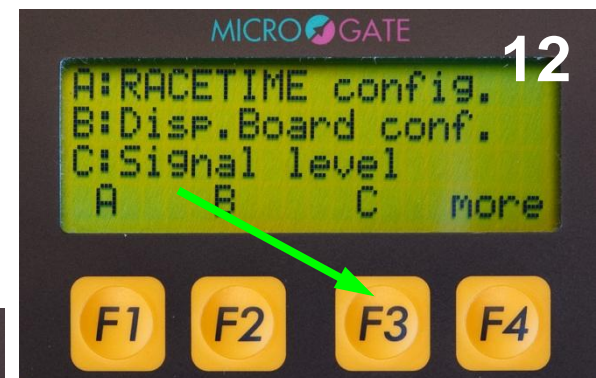 MICROGATE
12
A:RACETIME config.
B:Disp.Board conf.
C:Signal level
A B C more
F1 F2 F3 F4